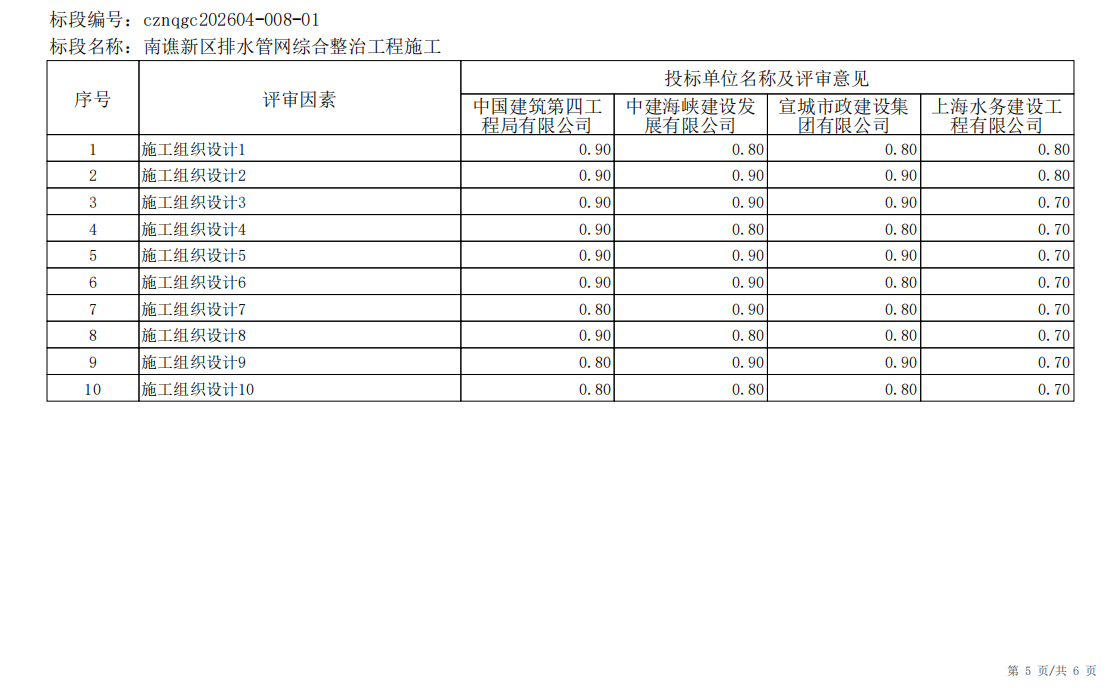 标段编号：cznqgc202604-008-01
标段名称：南谯新区排水管网综合整治工程施工
序号 评审因素 投标单位名称及评审意见
中国建筑第四工程局有限公司 中建海峡建设发展有限公司 宣城市政建设集团有限公司 上海水务建设工程有限公司
1 施工组织设计1 0.90 0.80 0.80 0.80
2 施工组织设计2 0.90 0.90 0.90 0.80
3 施工组织设计3 0.90 0.90 0.90 0.70
4 施工组织设计4 0.90 0.80 0.80 0.70
5 施工组织设计5 0.90 0.90 0.90 0.70
6 施工组织设计6 0.90 0.90 0.80 0.70
7 施工组织设计7 0.80 0.90 0.80 0.70
8 施工组织设计8 0.90 0.80 0.80 0.70
9 施工组织设计9 0.80 0.90 0.90 0.70
10 施工组织设计10 0.80 0.80 0.80 0.70
第 5 页/共 6 页